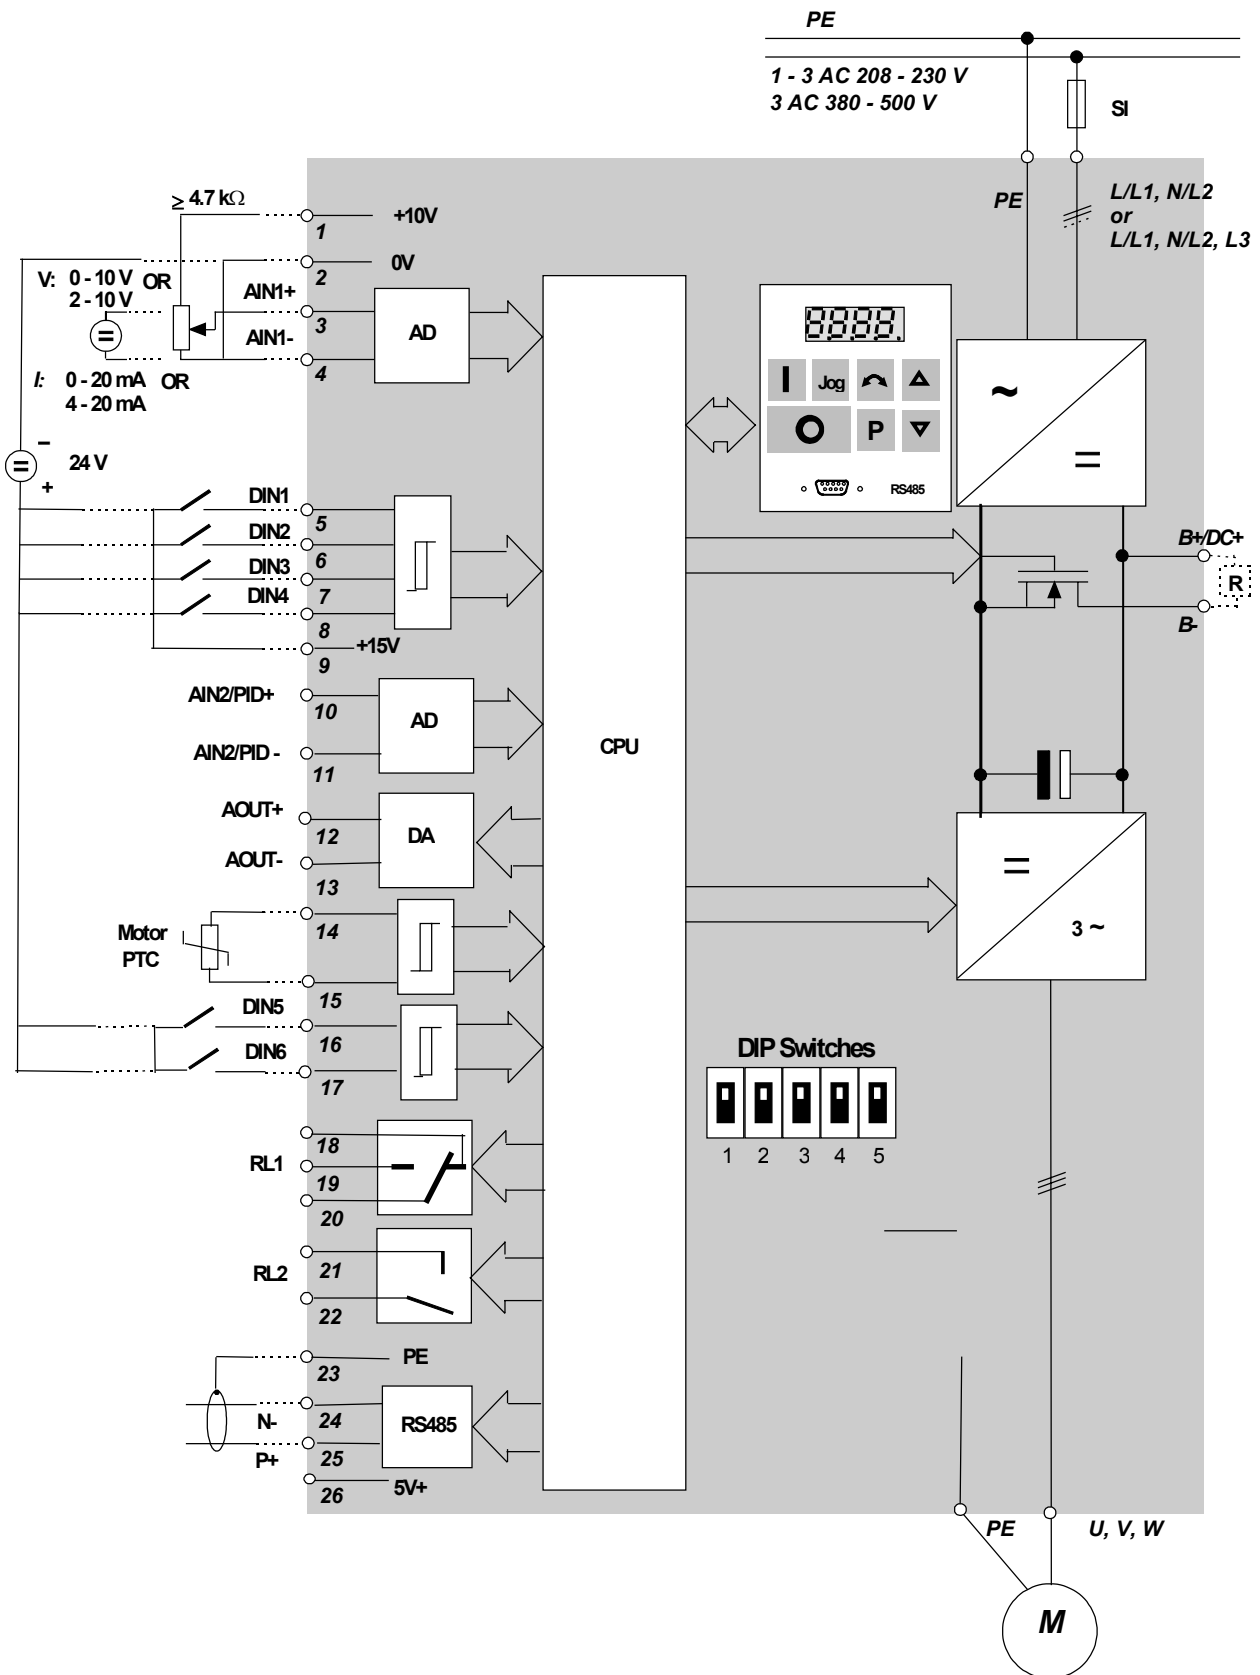 PE
1 - 3 AC 208 - 230 V
3 AC 380 - 500 V
SI
PE
L/L1, N/L2
or
L/L1, N/L2, L3
≥ 4.7 kΩ
1
+10V
2
0V
V: 0 - 10 V OR
2 - 10 V
AIN1+
3
AIN1-
4
AD
I: 0 - 20 mA OR
4 - 20 mA
–
24 V
+
=
8.8.8.8.
Jog
P
RS485
~
=
DIN1
5
DIN2
6
DIN3
7
DIN4
8
+15V
9
B+/DC+
R
B-
AIN2/PID+
10
AD
AIN2/PID -
11
CPU
AOUT+
12
DA
AOUT-
13
=
3 ~
Motor
PTC
14
15
DIN5
16
DIN6
17
DIP Switches
1 2 3 4 5
18
RL1
19
20
21
RL2
22
23
PE
N-
24
RS485
P+
25
26
5V+
PE
U, V, W
M